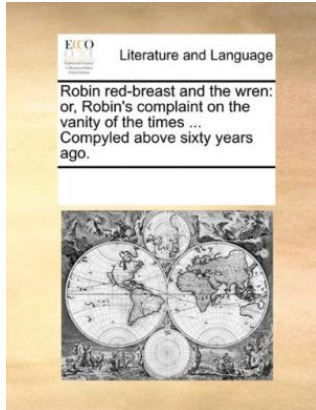 ECCO
Literature and Language
Robin red-breast and the wren:
or, Robin's complaint on the
vanity of the times ...
Compyled above sixty years
ago.